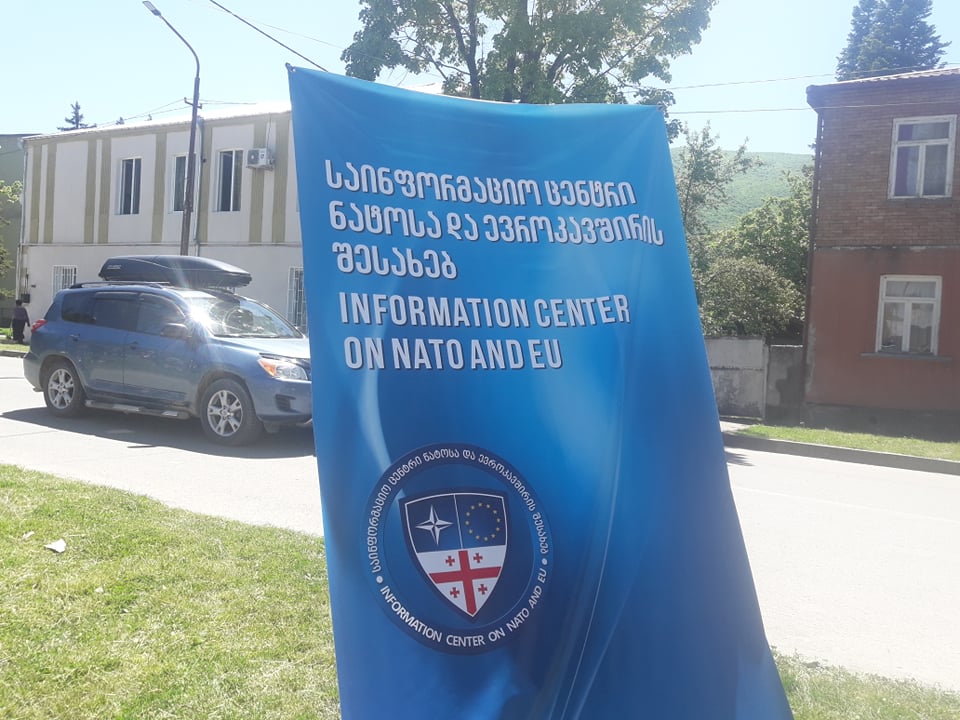 საინფორმაციო ცენტრი
ნატოსა და ევროკავშირის
შესახებ
INFORMATION CENTER
ON NATO AND EU
საინფორმაციო ცენტრი ნატოსა და ევროკავშირის შესახებ
INFORMATION CENTER ON NATO AND EU